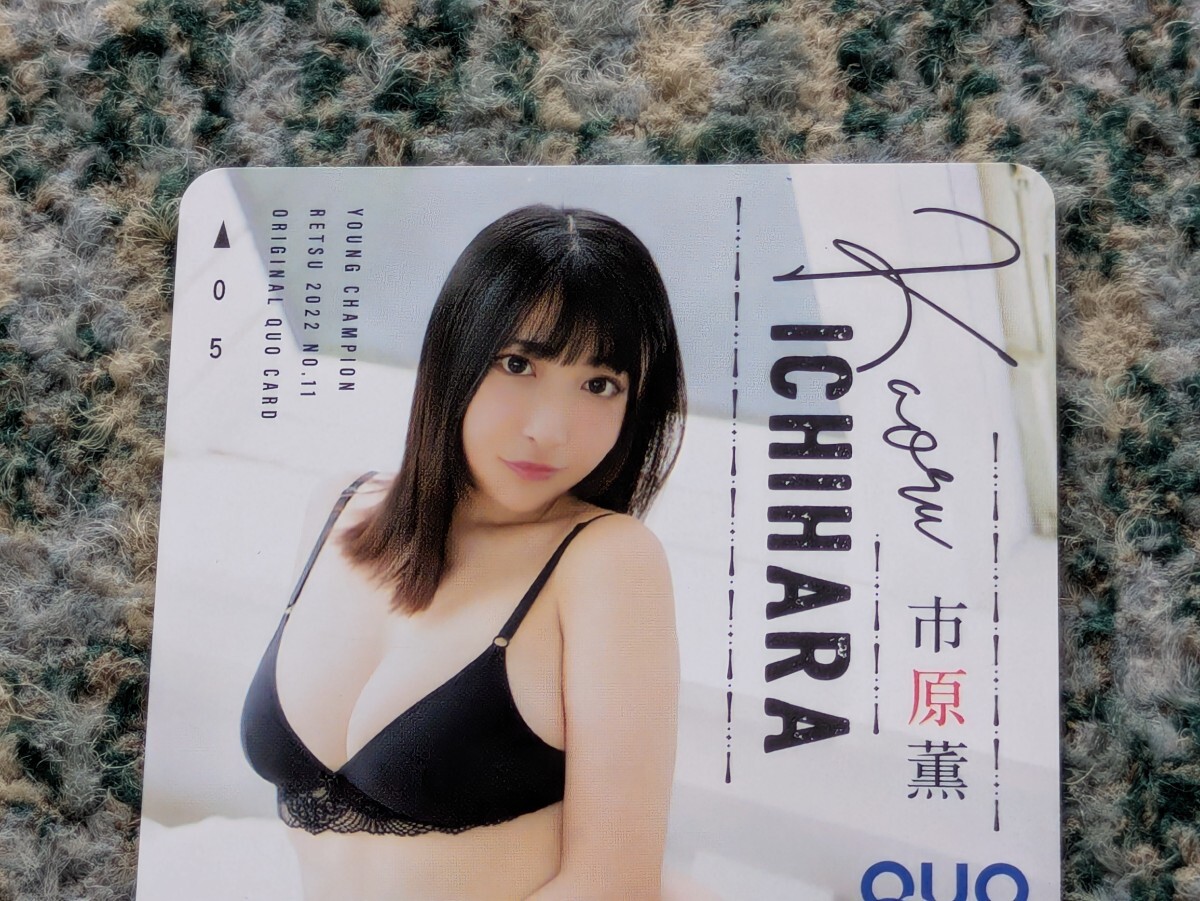 ▲
0
5
YOUNG CHAMPION
RETSU 2022 NO.11
ORIGINAL QUO CARD
Kaoru
ICHIHARA
市原薫
QUO